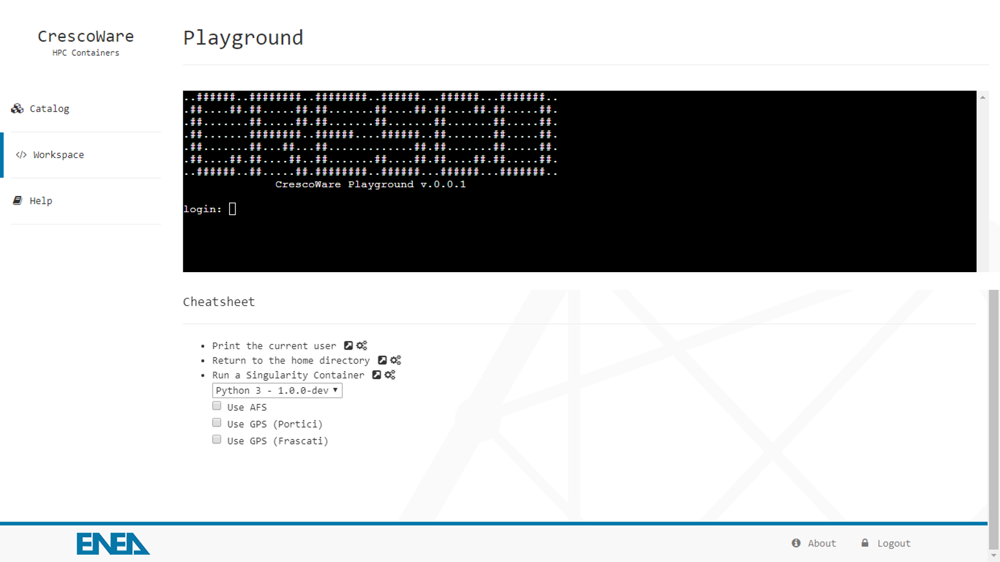 CrescoWare
HPC Containers
Catalog
</> Workspace
Help
Playground
..######..########..########..######...######...#######..
.##....##.##.....##.##.......##....##.##....##.##.....##.
.##.......##.....##.##.......##.......##.......##.....##.
.##.......########..######....######..##.......##.....##.
.##.......##...##...##.............##.##.......##.....##.
.##....##.##....##..##.......##....##.##....##.##.....##.
..######..##.....##.########..######...######...#######..
CrescoWare Playground v.0.0.1
login:
Cheatsheet
• Print the current user
• Return to the home directory
• Run a Singularity Container
Python 3 - 1.0.0-dev
Use AFS
Use GPS (Portici)
Use GPS (Frascati)
ENEA
About
Logout